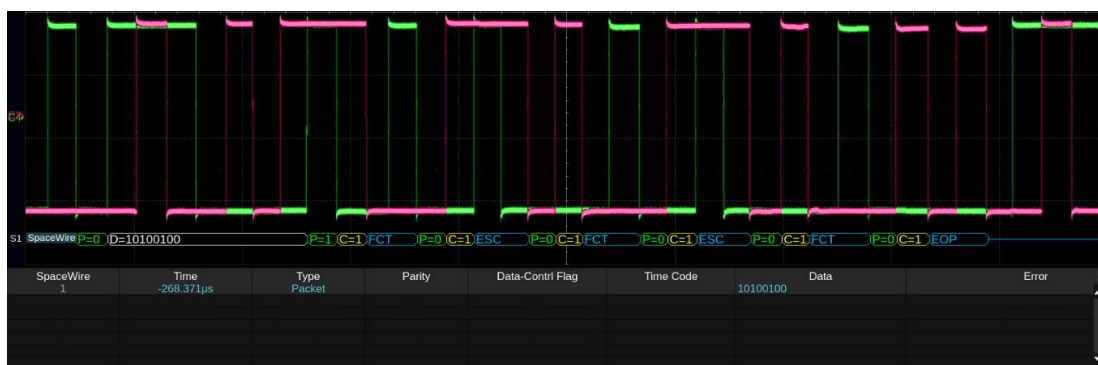 S1 SpaceWire P=0 D=10100100 P=1 C=1 FCT P=0 C=1 ESC P=0 C=1 FCT P=0 C=1 ESC P=0 C=1 FCT P=0 C=1 EOP
SpaceWire Time Type Parity Data-Contrl Flag Time Code Data Error
1 -268.371μs Packet 10100100